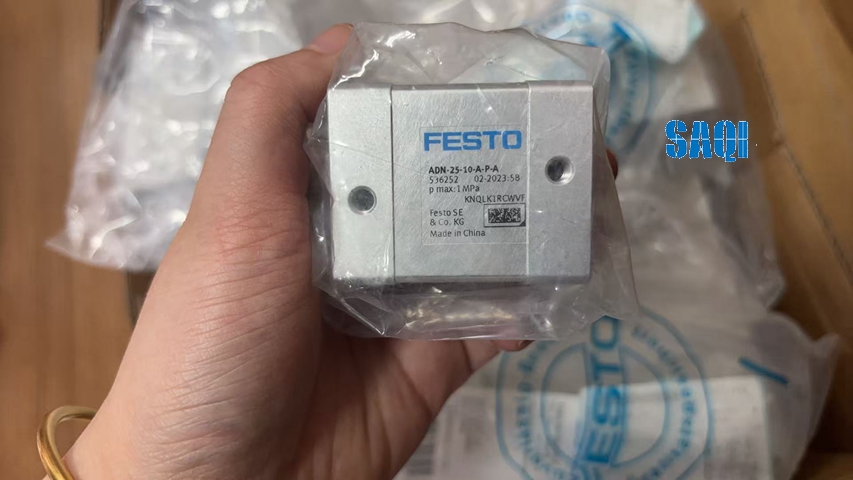 FESTO
ADN-25-10-A-P-A
536252 02-2023:58
p max:1MPa
KNQLK1RCWVF
Festo SE
& Co. KG
Made in China
SAQI
FESTO